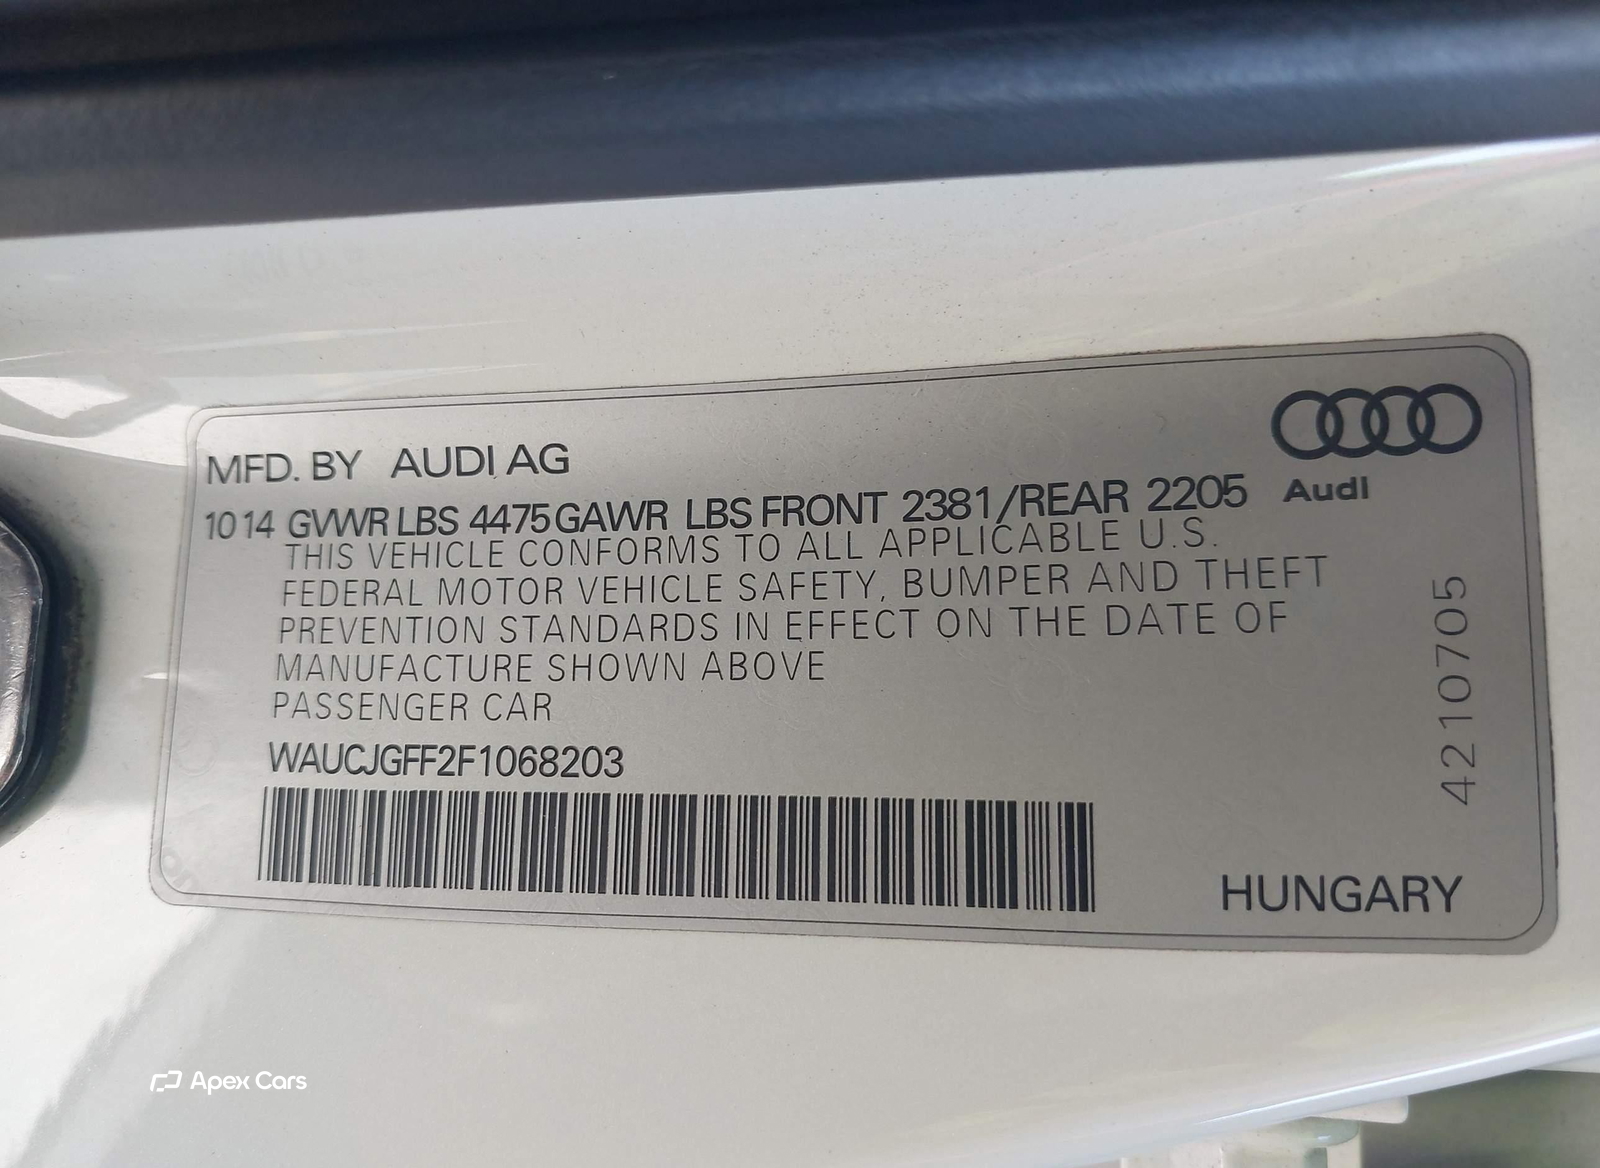 MFD. BY AUDI AG
1014 GVWR LBS 4475 GAWR LBS FRONT 2381/REAR 2205
Audi
THIS VEHICLE CONFORMS TO ALL APPLICABLE U.S.
FEDERAL MOTOR VEHICLE SAFETY, BUMPER AND THEFT
PREVENTION STANDARDS IN EFFECT ON THE DATE OF
MANUFACTURE SHOWN ABOVE
PASSENGER CAR
WAUCJGFF2F1068203
4210705
HUNGARY
Apex Cars